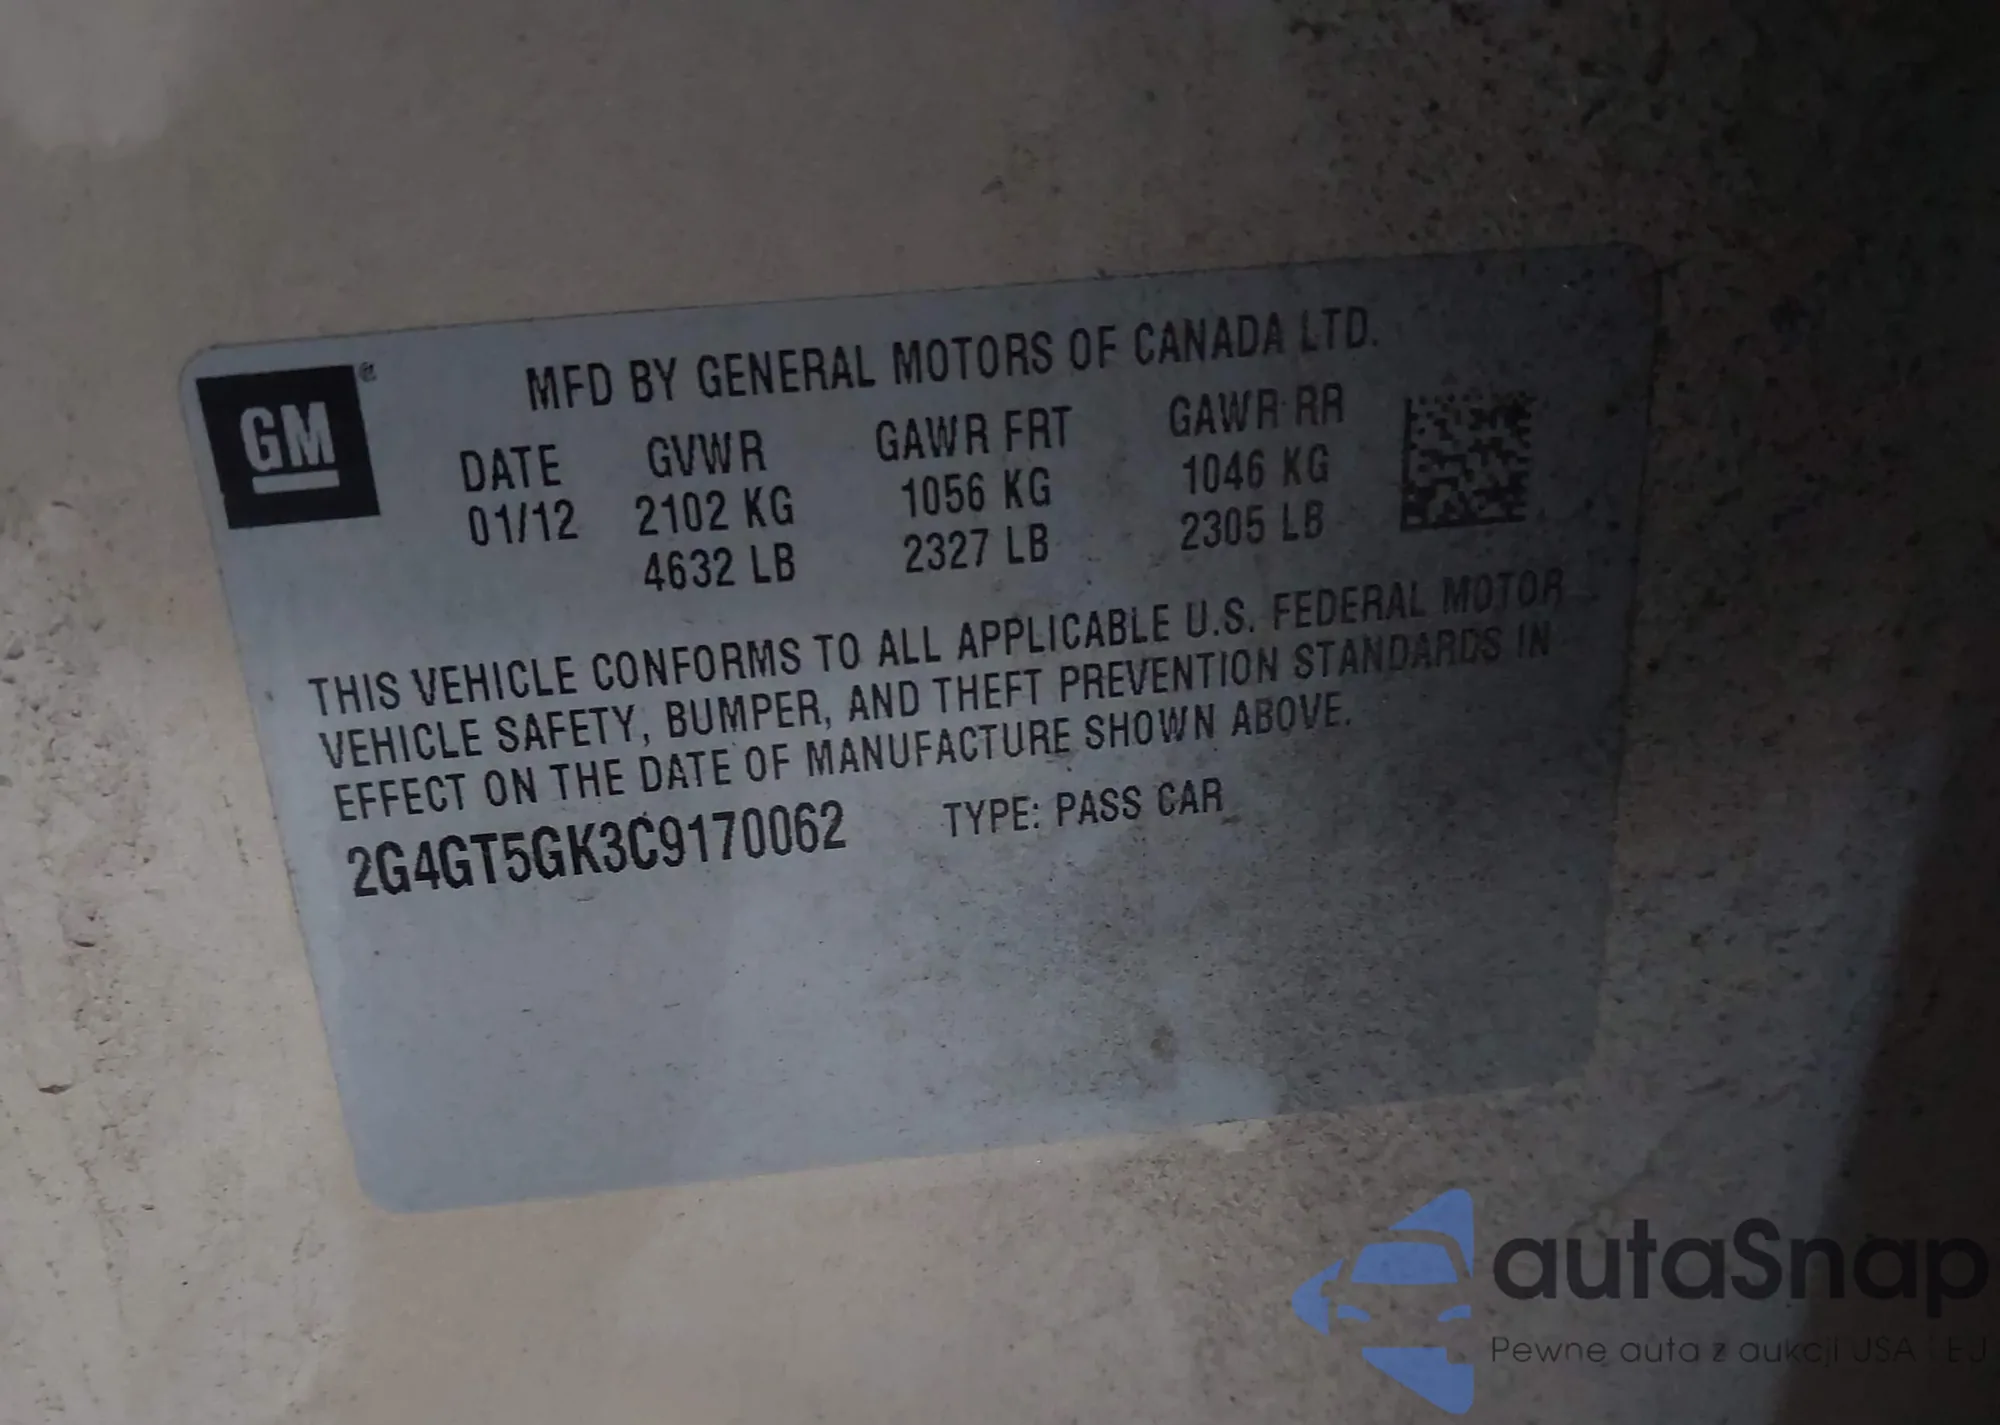 GM
MFD BY GENERAL MOTORS OF CANADA LTD.
DATE GVWR GAWR FRT GAWR RR
01/12 2102 KG 1056 KG 1046 KG
4632 LB 2327 LB 2305 LB
THIS VEHICLE CONFORMS TO ALL APPLICABLE U.S. FEDERAL MOTOR
VEHICLE SAFETY, BUMPER, AND THEFT PREVENTION STANDARDS IN
EFFECT ON THE DATE OF MANUFACTURE SHOWN ABOVE.
2G4GT5GK3C9170062 TYPE: PASS CAR
autaSnap
Pewne auta z aukcji USA i EU